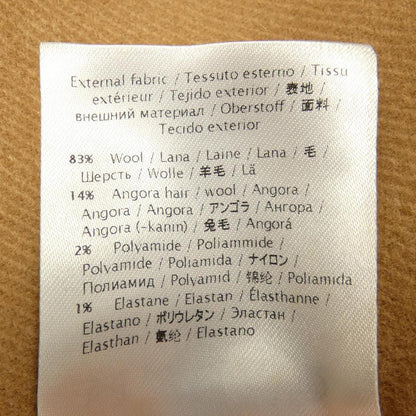 External fabric / Tessuto esterno / Tissu
extérieur / Tejido exterior / 表地 /
внешний материал / Oberstoff / 面料 /
Tecido exterior
83% Wool / Lana / Laine / Lana / 毛 /
Шерсть / Wolle / 羊毛 / Lã
14% Angora hair / wool / Angora /
Angora / Angora / アンゴラ / Ангора /
Angora (-kanin) / 兔毛 / Angorá
2% Polyamide / Poliammide /
Polyamide / Poliamida / ナイロン /
Полиамид / Polyamid / 锦纶 / Poliamida
1% Elastane / Elastan / Élasthanne /
Elastano / ポリウレタン / Эластан /
Elasthan / 氨纶 / Elastano